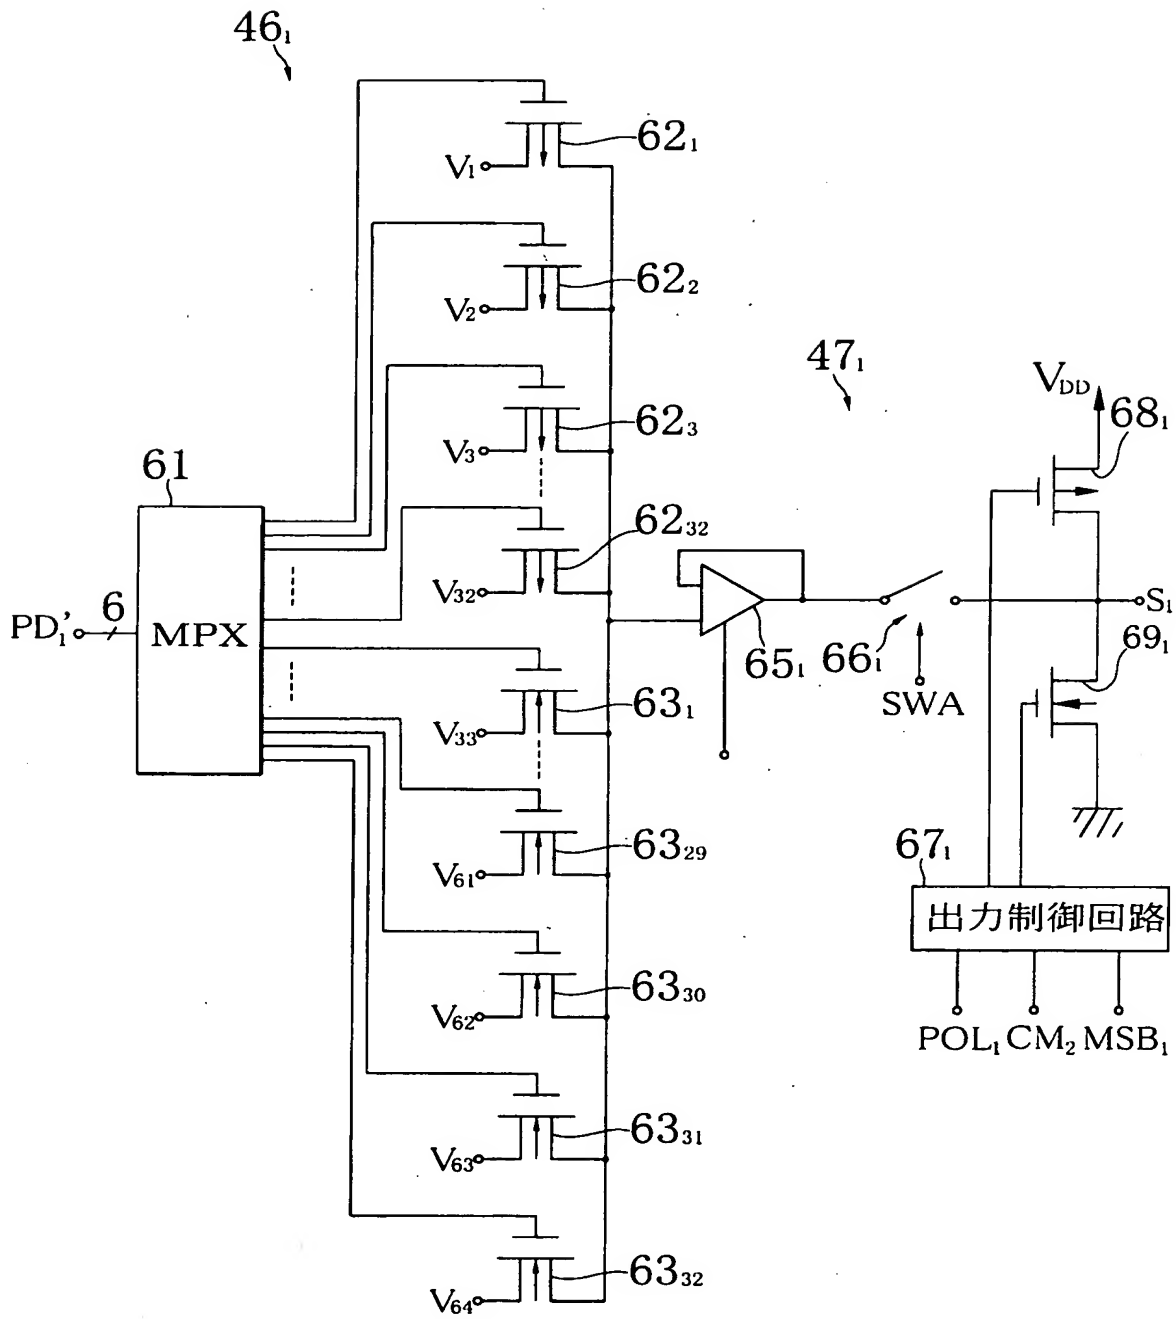 46₁
62₁
V₁
62₂
V₂
47₁
V_DD
68₁
62₃
V₃
61
62₃₂
V₃₂
PD₁'
6
MPX
S₁
65₁
66₁
69₁
SWA
63₁
V₃₃
63₂₉
V₆₁
67₁
出力制御回路
63₃₀
V₆₂
POL₁
CM₂
MSB₁
63₃₁
V₆₃
63₃₂
V₆₄